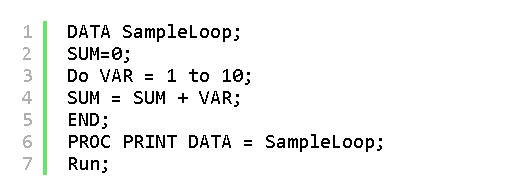 1 DATA SampleLoop;
2 SUM=0;
3 Do VAR = 1 to 10;
4 SUM = SUM + VAR;
5 END;
6 PROC PRINT DATA = SampleLoop;
7 Run;